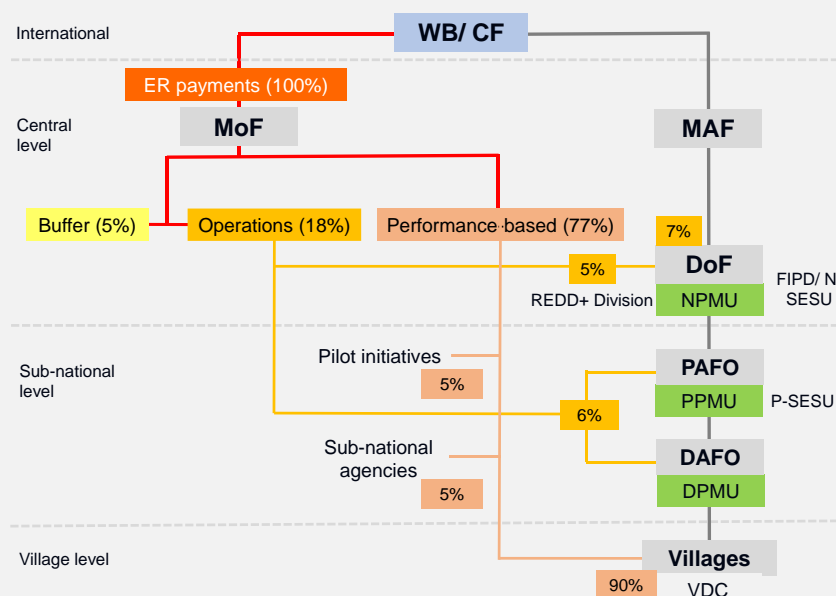 International
WB/ CF
ER payments (100%)
Central
level
MoF
MAF
Buffer (5%)
Operations (18%)
Performance based (77%)
7%
5%
DoF
REDD+ Division
NPMU
FIPD/ N
SESU
Sub-national
level
Pilot initiatives
5%
PAFO
PPMU
P-SESU
6%
Sub-national
agencies
5%
DAFO
DPMU
Village level
Villages
90%
VDC